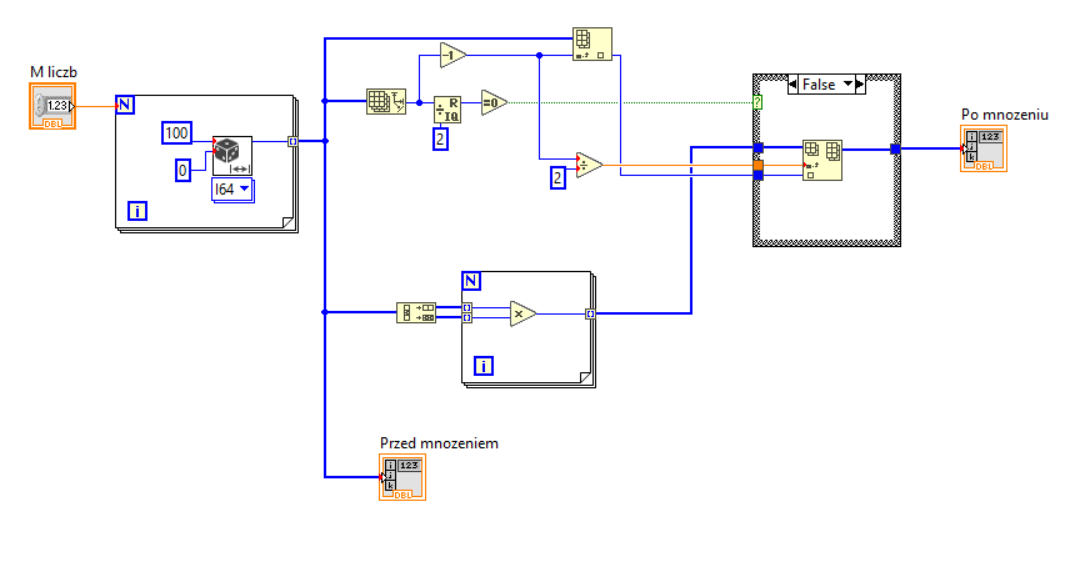 M liczb
1.23
DBL
N
100
0
I64
i
-1
R
IQ
=0
2
2
÷
False
?
Po mnozeniu
i
j
k
123
DBL
N
x
i
Przed mnozeniem
i
j
k
123
DBL